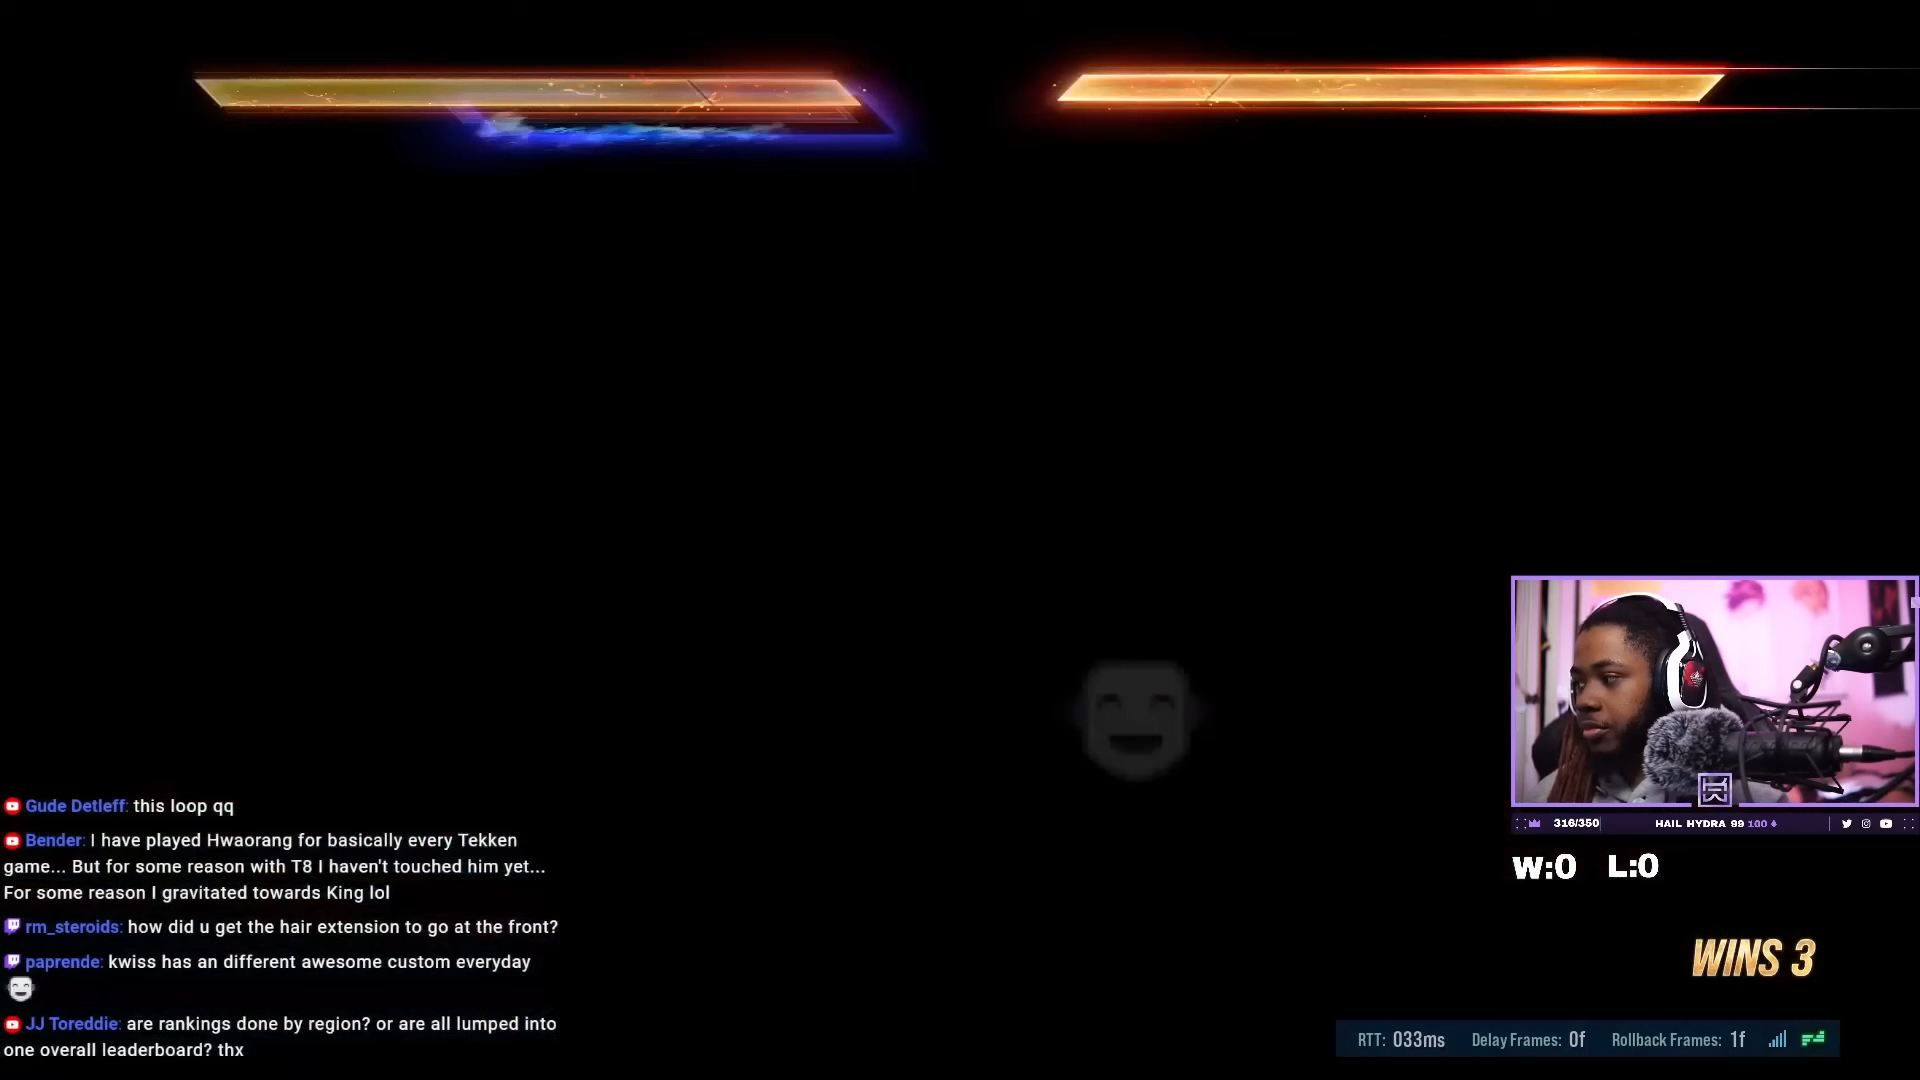 Gude Detleff: this loop qq
Bender: I have played Hwaorang for basically every Tekken
game... But for some reason with T8 I haven't touched him yet...
For some reason I gravitated towards King lol
rm_steroids: how did u get the hair extension to go at the front?
paprende: kwiss has an different awesome custom everyday
JJ Toreddie: are rankings done by region? or are all lumped into
one overall leaderboard? thx
316/350 HAIL HYDRA 99 100
W:0 L:0
WINS 3
RTT: 033ms Delay Frames: 0f Rollback Frames: 1f